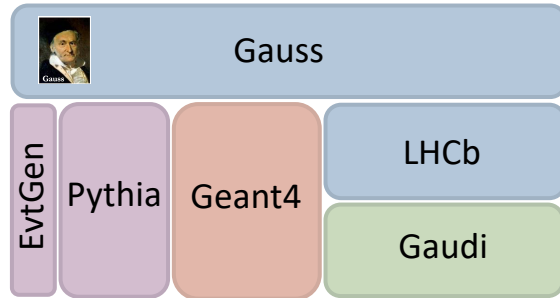 Gauss
Gauss
EvtGen
Pythia
Geant4
LHCb
Gaudi